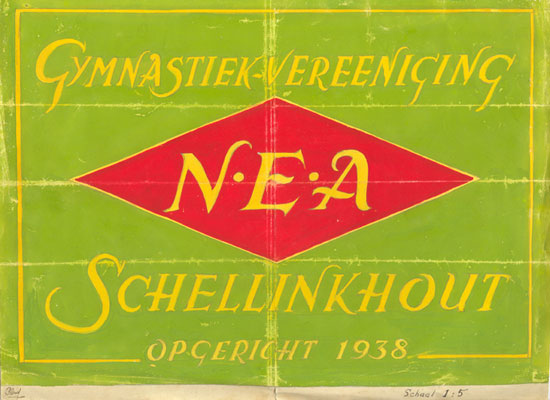 GYMNASTIEK-VEREENIGING
N·E·A
SCHELLINKHOUT
OPGERICHT 1938
Schaal 1:5